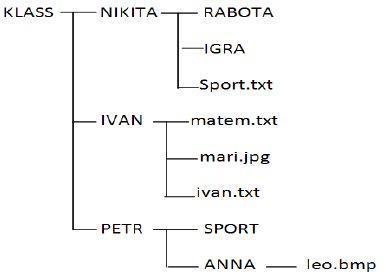 KLASS NIKITA RABOTA
IGRA
Sport.txt
IVAN matem.txt
mari.jpg
ivan.txt
PETR SPORT
ANNA leo.bmp